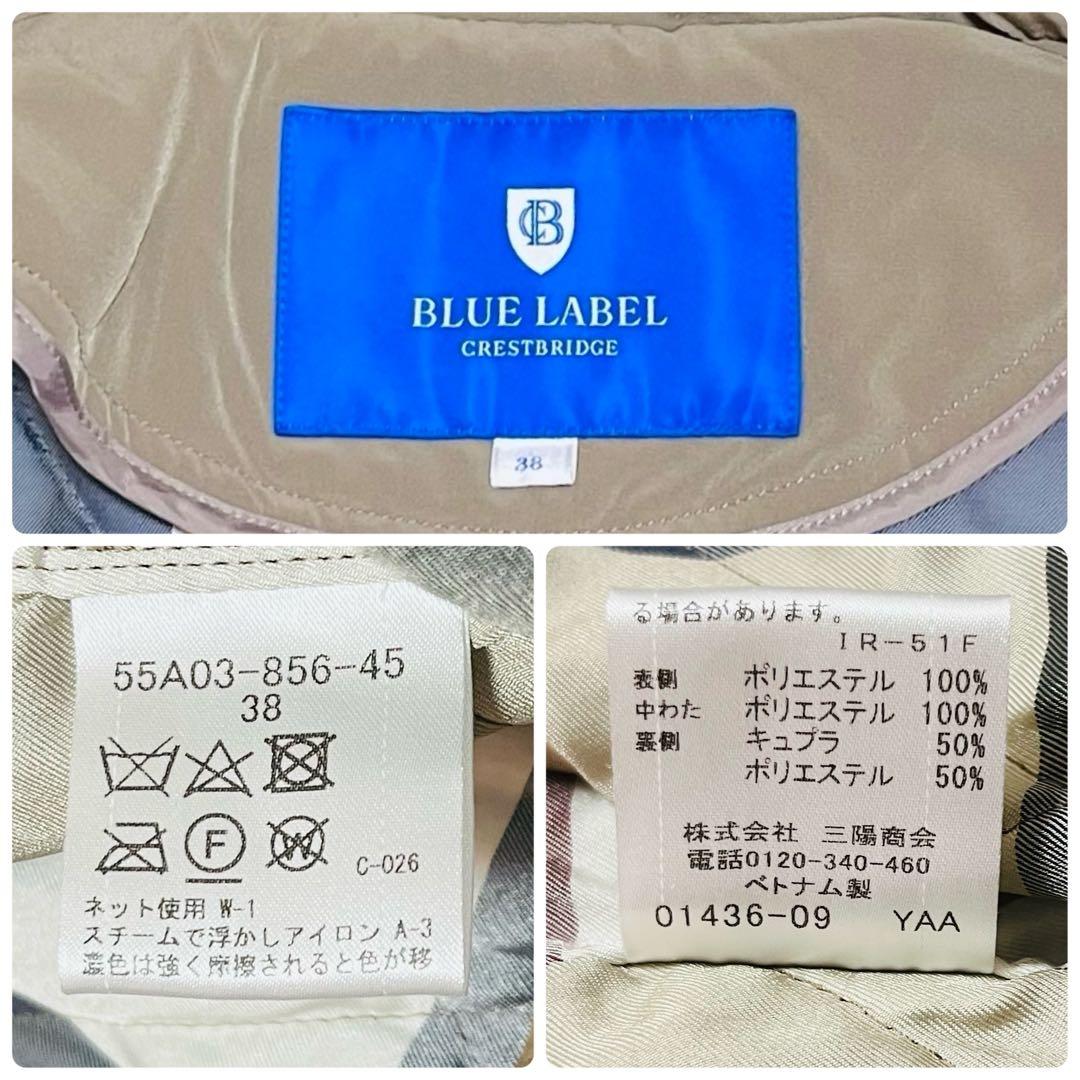 CB
BLUE LABEL
CRESTBRIDGE
38
55A03-856-45
38
F
W
C-026
ネット使用 W-1
スチームで浮かしアイロン A-3
濃色は強く摩擦されると色が移
る場合があります。
IR-51F
表側 ポリエステル 100%
中わた ポリエステル 100%
裏側 キュプラ 50%
ポリエステル 50%
株式会社 三陽商会
電話0120-340-460
ベトナム製
01436-09 YAA